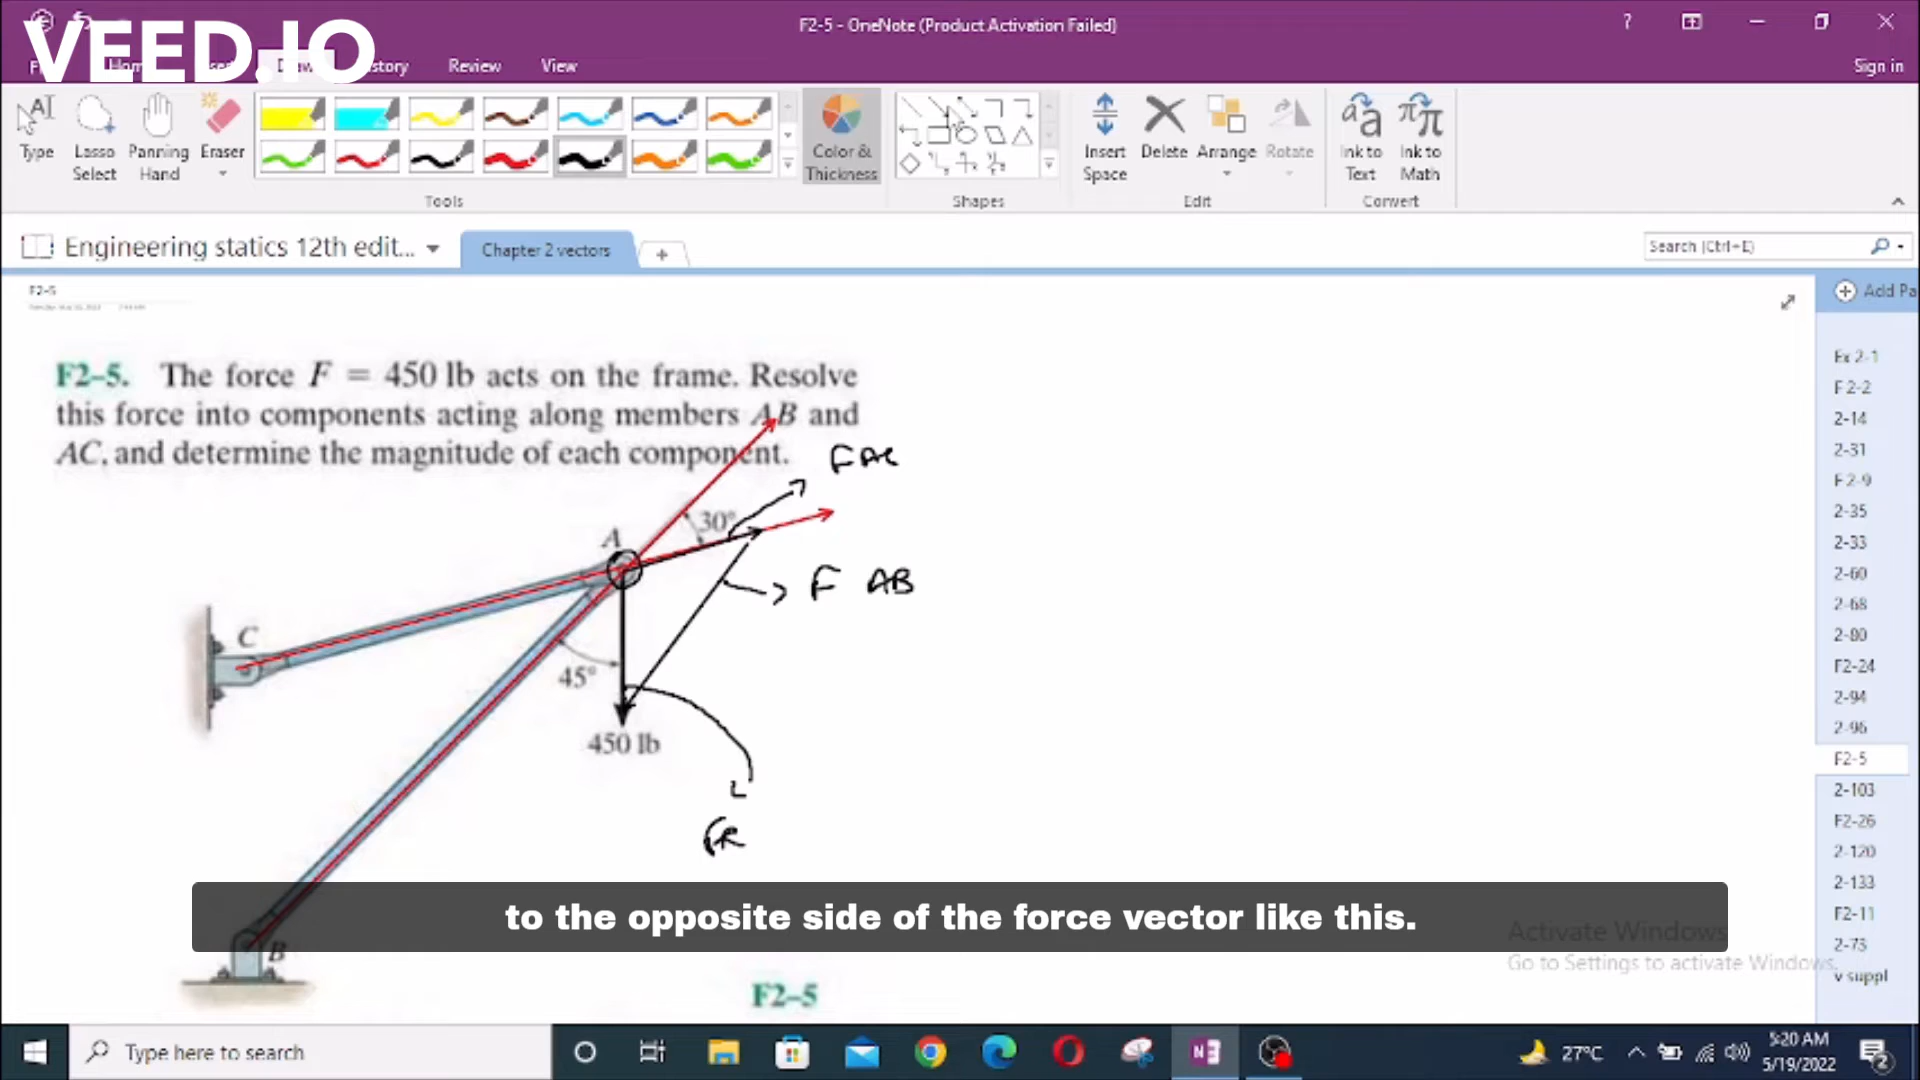 VEED.IO
F2-5 - OneNote (Product Activation Failed)
?
Review
View
Sign in
Type
Lasso
Select
Panning
Hand
Eraser
Tools
Color &
Thickness
Shapes
Insert
Space
Delete
Arrange
Rotate
Edit
Ink to
Text
Ink to
Math
Convert
Engineering statics 12th edit...
Chapter 2 vectors
Search (Ctrl+E)
F2-5
Add Pa
F2–5. The force F = 450 lb acts on the frame. Resolve
this force into components acting along members AB and
AC, and determine the magnitude of each component.
FAC
30°
A
F AB
C
45°
450 lb
FR
B
F2–5
to the opposite side of the force vector like this.
Activate Windows
Go to Settings to activate Windows.
Ex 2-1
F 2-2
2-14
2-31
F 2-9
2-35
2-33
2-60
2-68
2-80
F2-24
2-94
2-96
F2-5
2-103
F2-26
2-120
2-133
F2-11
2-73
v suppl
Type here to search
27°C
5:20 AM
5/19/2022
2